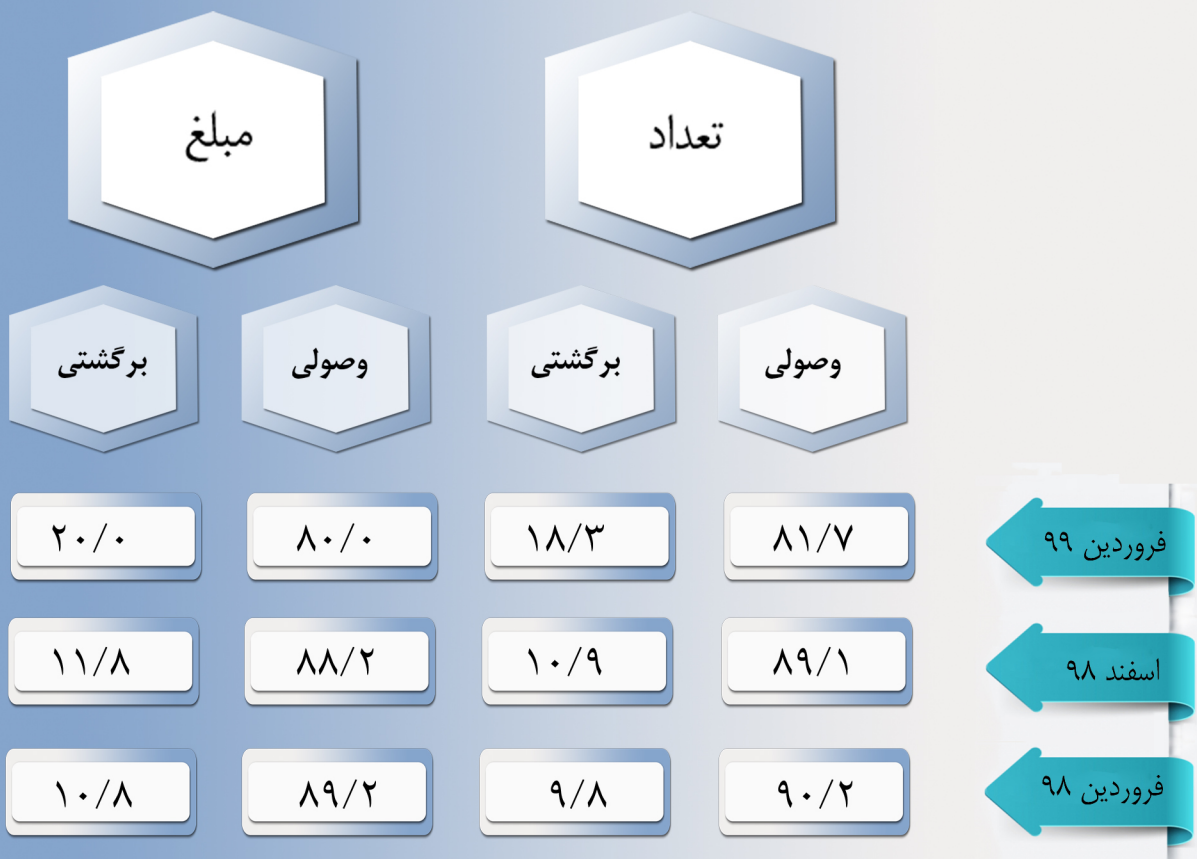 تعداد مبلغ
وصولی برگشتی وصولی برگشتی
فروردین ۹۹ ۸۱/۷ ۱۸/۳ ۸۰/۰ ۲۰/۰
اسفند ۹۸ ۸۹/۱ ۱۰/۹ ۸۸/۲ ۱۱/۸
فروردین ۹۸ ۹۰/۲ ۹/۸ ۸۹/۲ ۱۰/۸